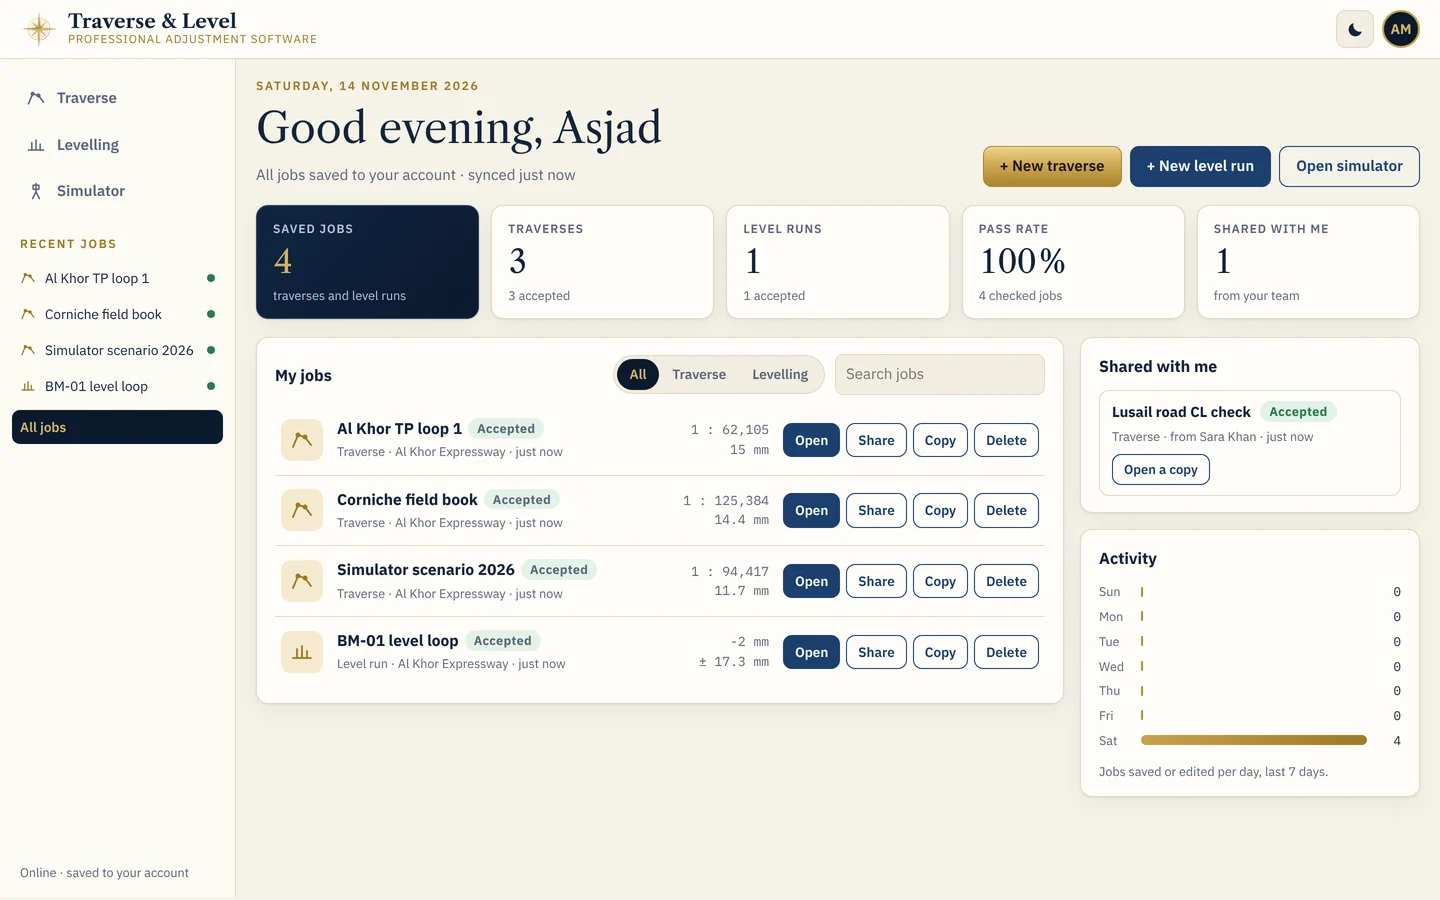 Traverse & Level
PROFESSIONAL ADJUSTMENT SOFTWARE
AM
Traverse
Levelling
Simulator
RECENT JOBS
Al Khor TP loop 1
Corniche field book
Simulator scenario 2026
BM-01 level loop
All jobs
Online · saved to your account
SATURDAY, 14 NOVEMBER 2026
Good evening, Asjad
All jobs saved to your account · synced just now
+ New traverse
+ New level run
Open simulator
SAVED JOBS
4
traverses and level runs
TRAVERSES
3
3 accepted
LEVEL RUNS
1
1 accepted
PASS RATE
100%
4 checked jobs
SHARED WITH ME
1
from your team
My jobs
All Traverse Levelling
Search jobs
Al Khor TP loop 1 Accepted
Traverse · Al Khor Expressway · just now
1 : 62,105
15 mm
Open Share Copy Delete
Corniche field book Accepted
Traverse · Al Khor Expressway · just now
1 : 125,384
14.4 mm
Open Share Copy Delete
Simulator scenario 2026 Accepted
Traverse · Al Khor Expressway · just now
1 : 94,417
11.7 mm
Open Share Copy Delete
BM-01 level loop Accepted
Level run · Al Khor Expressway · just now
-2 mm
± 17.3 mm
Open Share Copy Delete
Shared with me
Lusail road CL check Accepted
Traverse · from Sara Khan · just now
Open a copy
Activity
Sun 0
Mon 0
Tue 0
Wed 0
Thu 0
Fri 0
Sat 4
Jobs saved or edited per day, last 7 days.